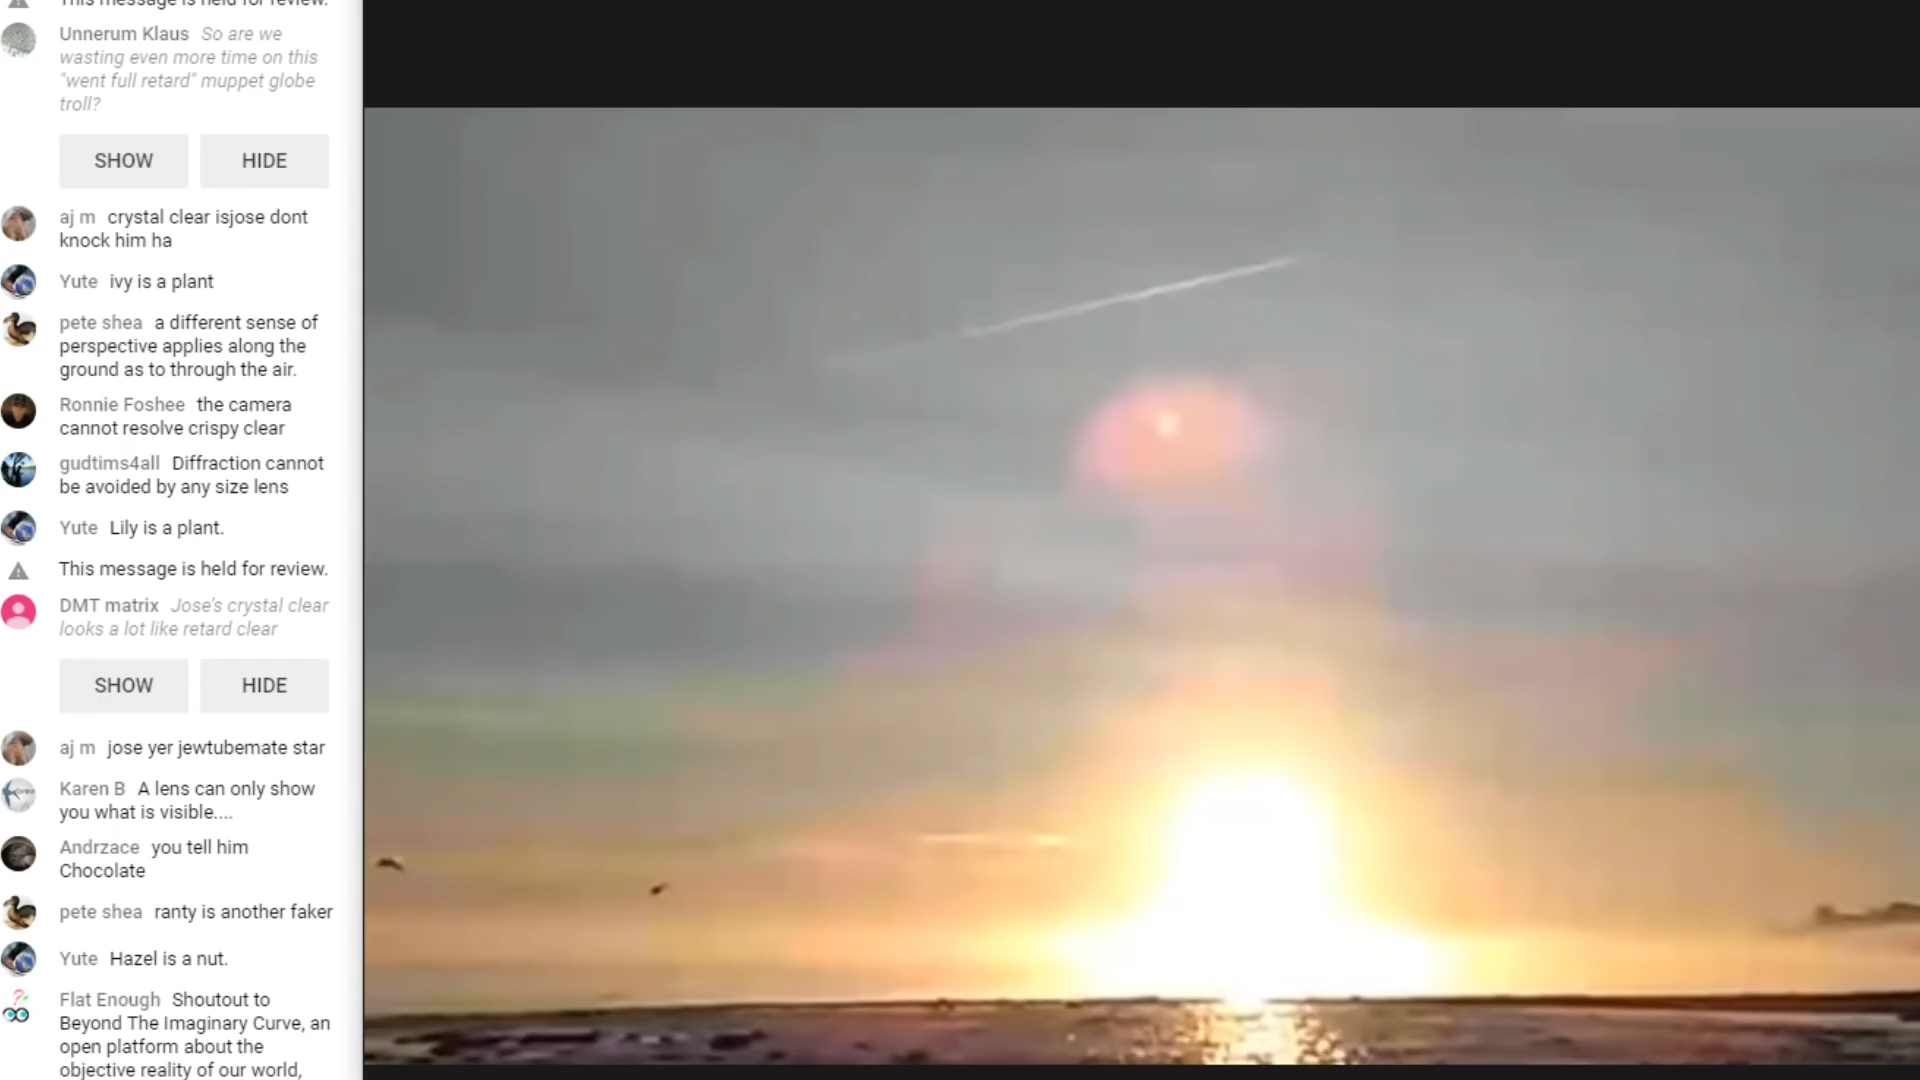 This message is held for review.
Unnerum Klaus So are we
wasting even more time on this
"went full retard" muppet globe
troll?
SHOW HIDE
aj m crystal clear isjose dont
knock him ha
Yute ivy is a plant
pete shea a different sense of
perspective applies along the
ground as to through the air.
Ronnie Foshee the camera
cannot resolve crispy clear
gudtims4all Diffraction cannot
be avoided by any size lens
Yute Lily is a plant.
This message is held for review.
DMT matrix Jose's crystal clear
looks a lot like retard clear
SHOW HIDE
aj m jose yer jewtubemate star
Karen B A lens can only show
you what is visible....
Andrzace you tell him
Chocolate
pete shea ranty is another faker
Yute Hazel is a nut.
Flat Enough Shoutout to
Beyond The Imaginary Curve, an
open platform about the
objective reality of our world,